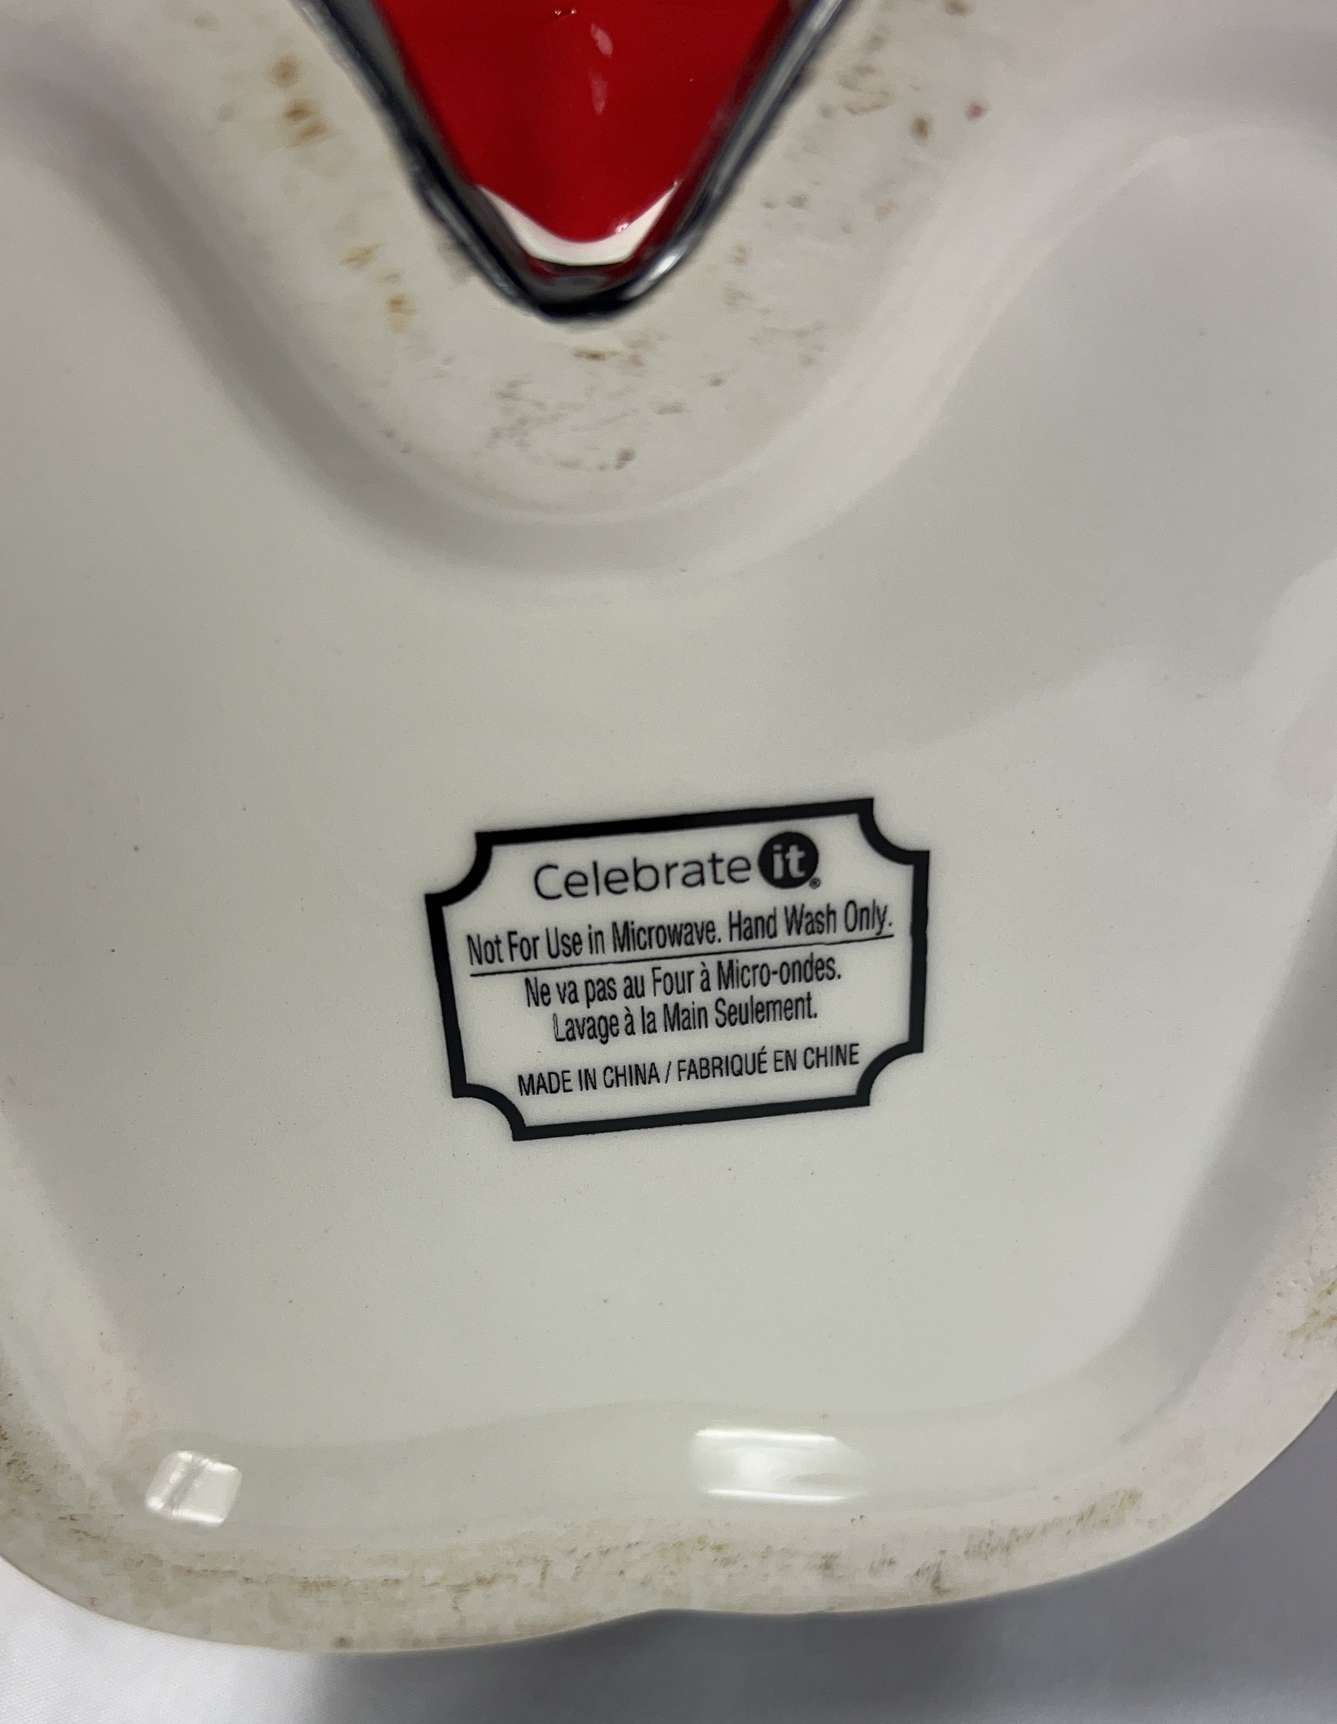 Celebrate it®
Not For Use in Microwave. Hand Wash Only.
Ne va pas au Four à Micro-ondes.
Lavage à la Main Seulement.
MADE IN CHINA / FABRIQUÉ EN CHINE